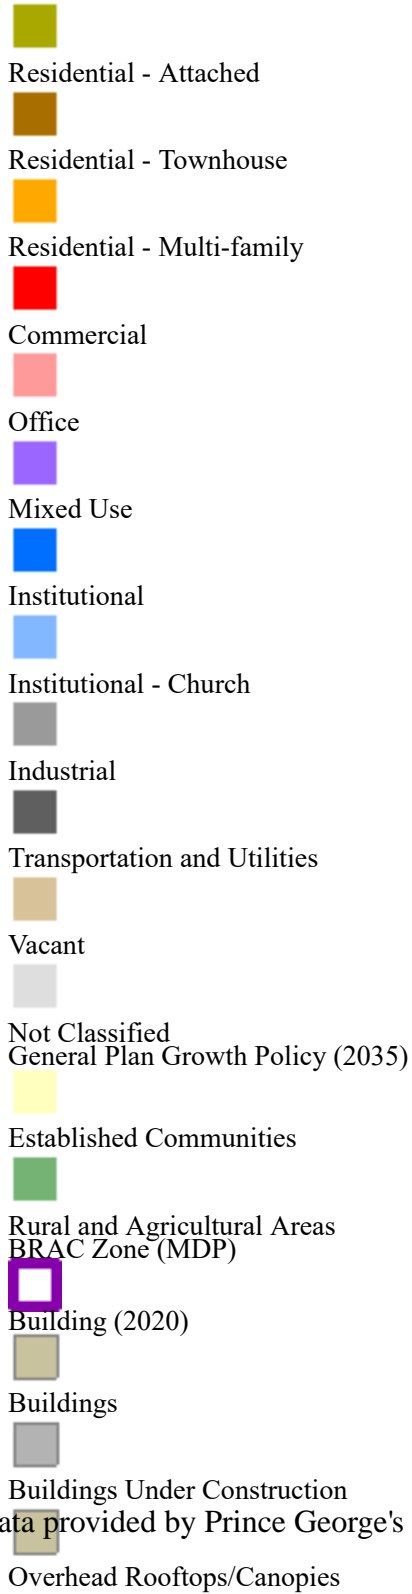 Residential - Attached
Residential - Townhouse
Residential - Multi-family
Commercial
Office
Mixed Use
Institutional
Institutional - Church
Industrial
Transportation and Utilities
Vacant
Not Classified
General Plan Growth Policy (2035)
Established Communities
Rural and Agricultural Areas
BRAC Zone (MDP)
Building (2020)
Buildings
Buildings Under Construction
ata provided by Prince George's
Overhead Rooftops/Canopies